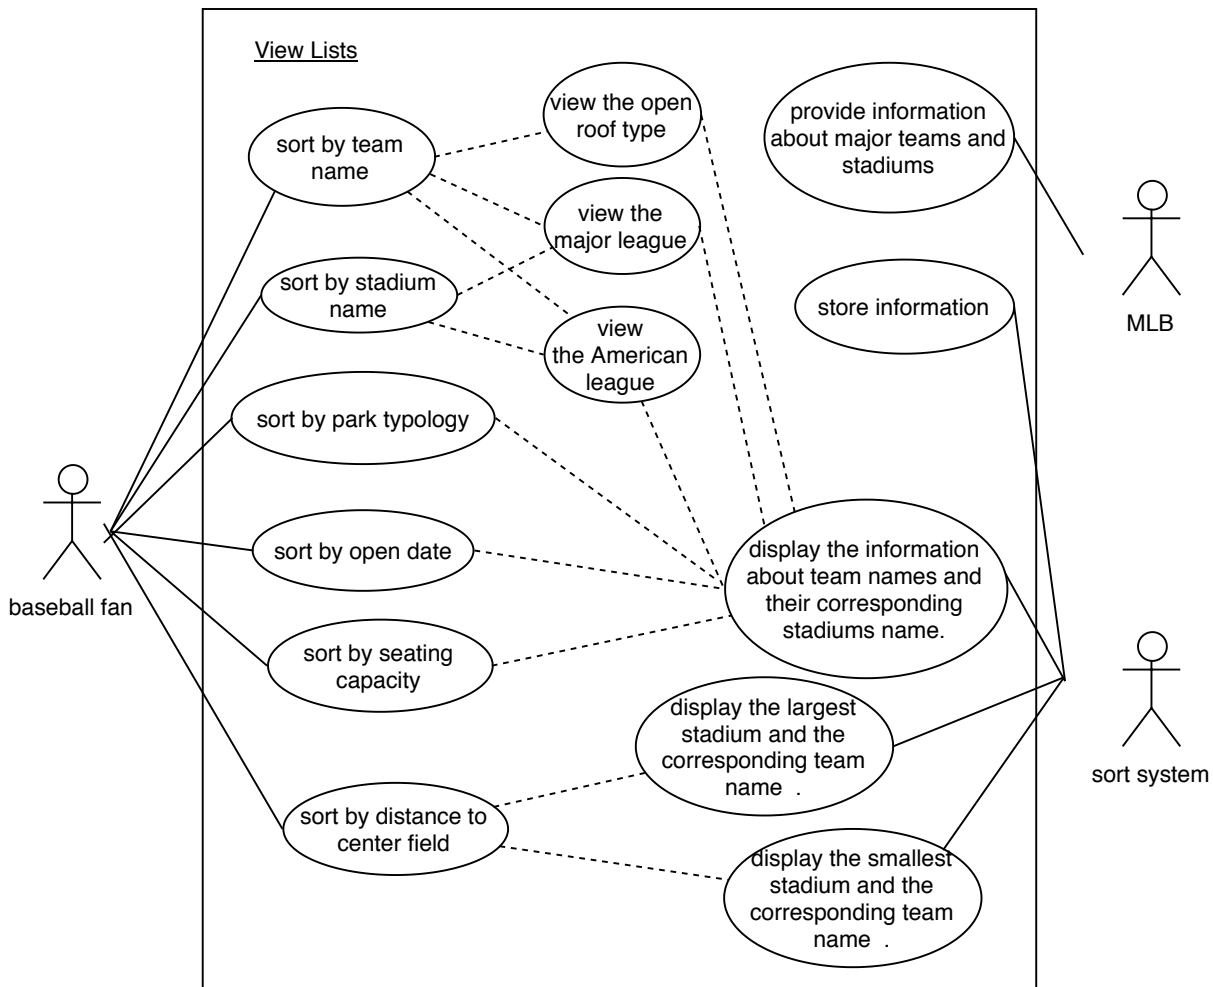 View Lists
sort by team
name
view the open
roof type
provide information
about major teams and
stadiums
view the
major league
sort by stadium
name
store information
MLB
view
the American
league
sort by park typology
baseball fan
sort by open date
display the information
about team names and
their corresponding
stadiums name.
sort by seating
capacity
display the largest
stadium and the
corresponding team
name .
sort system
sort by distance to
center field
display the smallest
stadium and the
corresponding team
name .